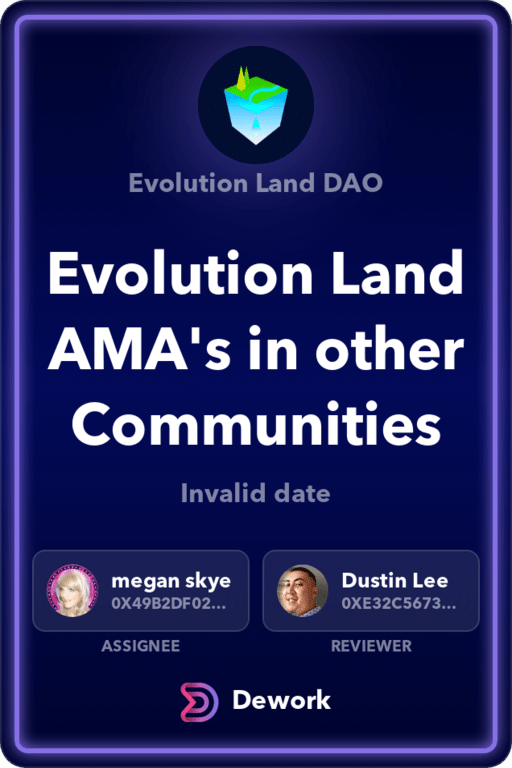 Evolution Land DAO
Evolution Land
AMA's in other
Communities
Invalid date
megan skye
0X49B2DF02...
ASSIGNEE
Dustin Lee
0XE32C5673...
REVIEWER
Dework